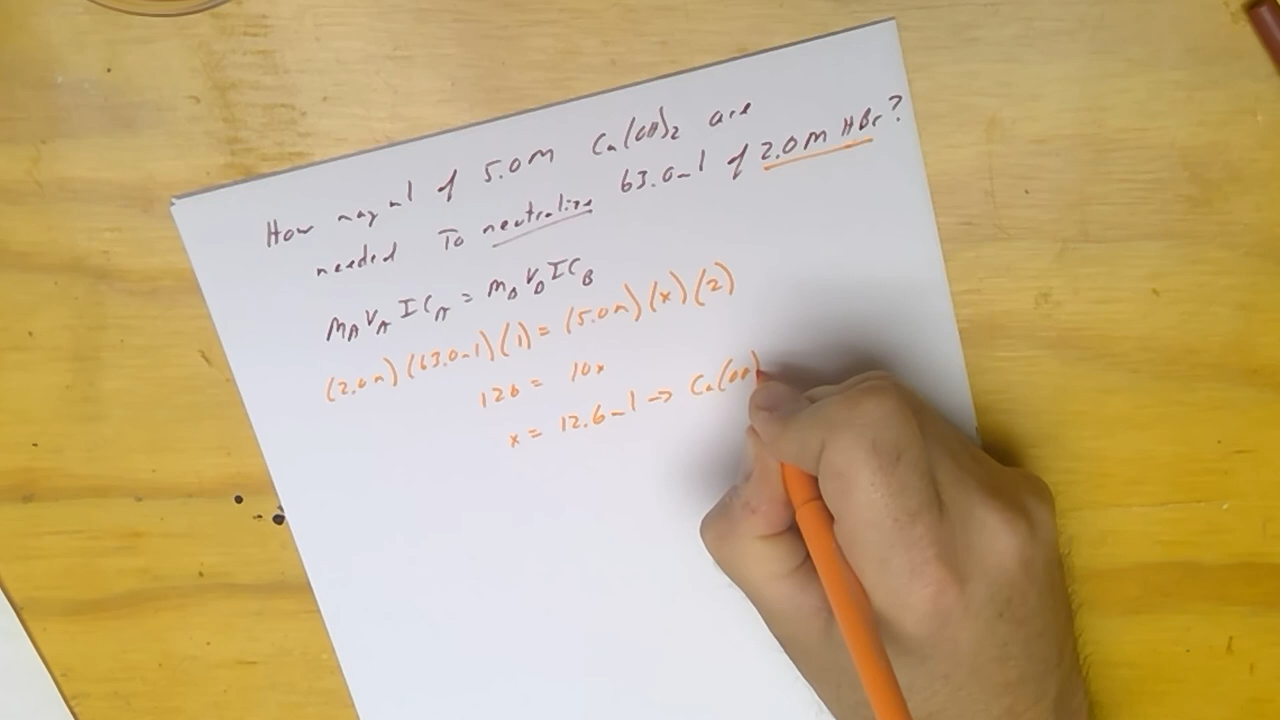 How many ml of 5.0M Ca(OH)2 are
needed To neutralize 63.0ml of 2.0M HBr?
MAVAICA = MBVBICB
(2.0M)(63.0ml)(1) = (5.0M)(x)(2)
126 = 10x
x = 12.6ml → Ca(OH)